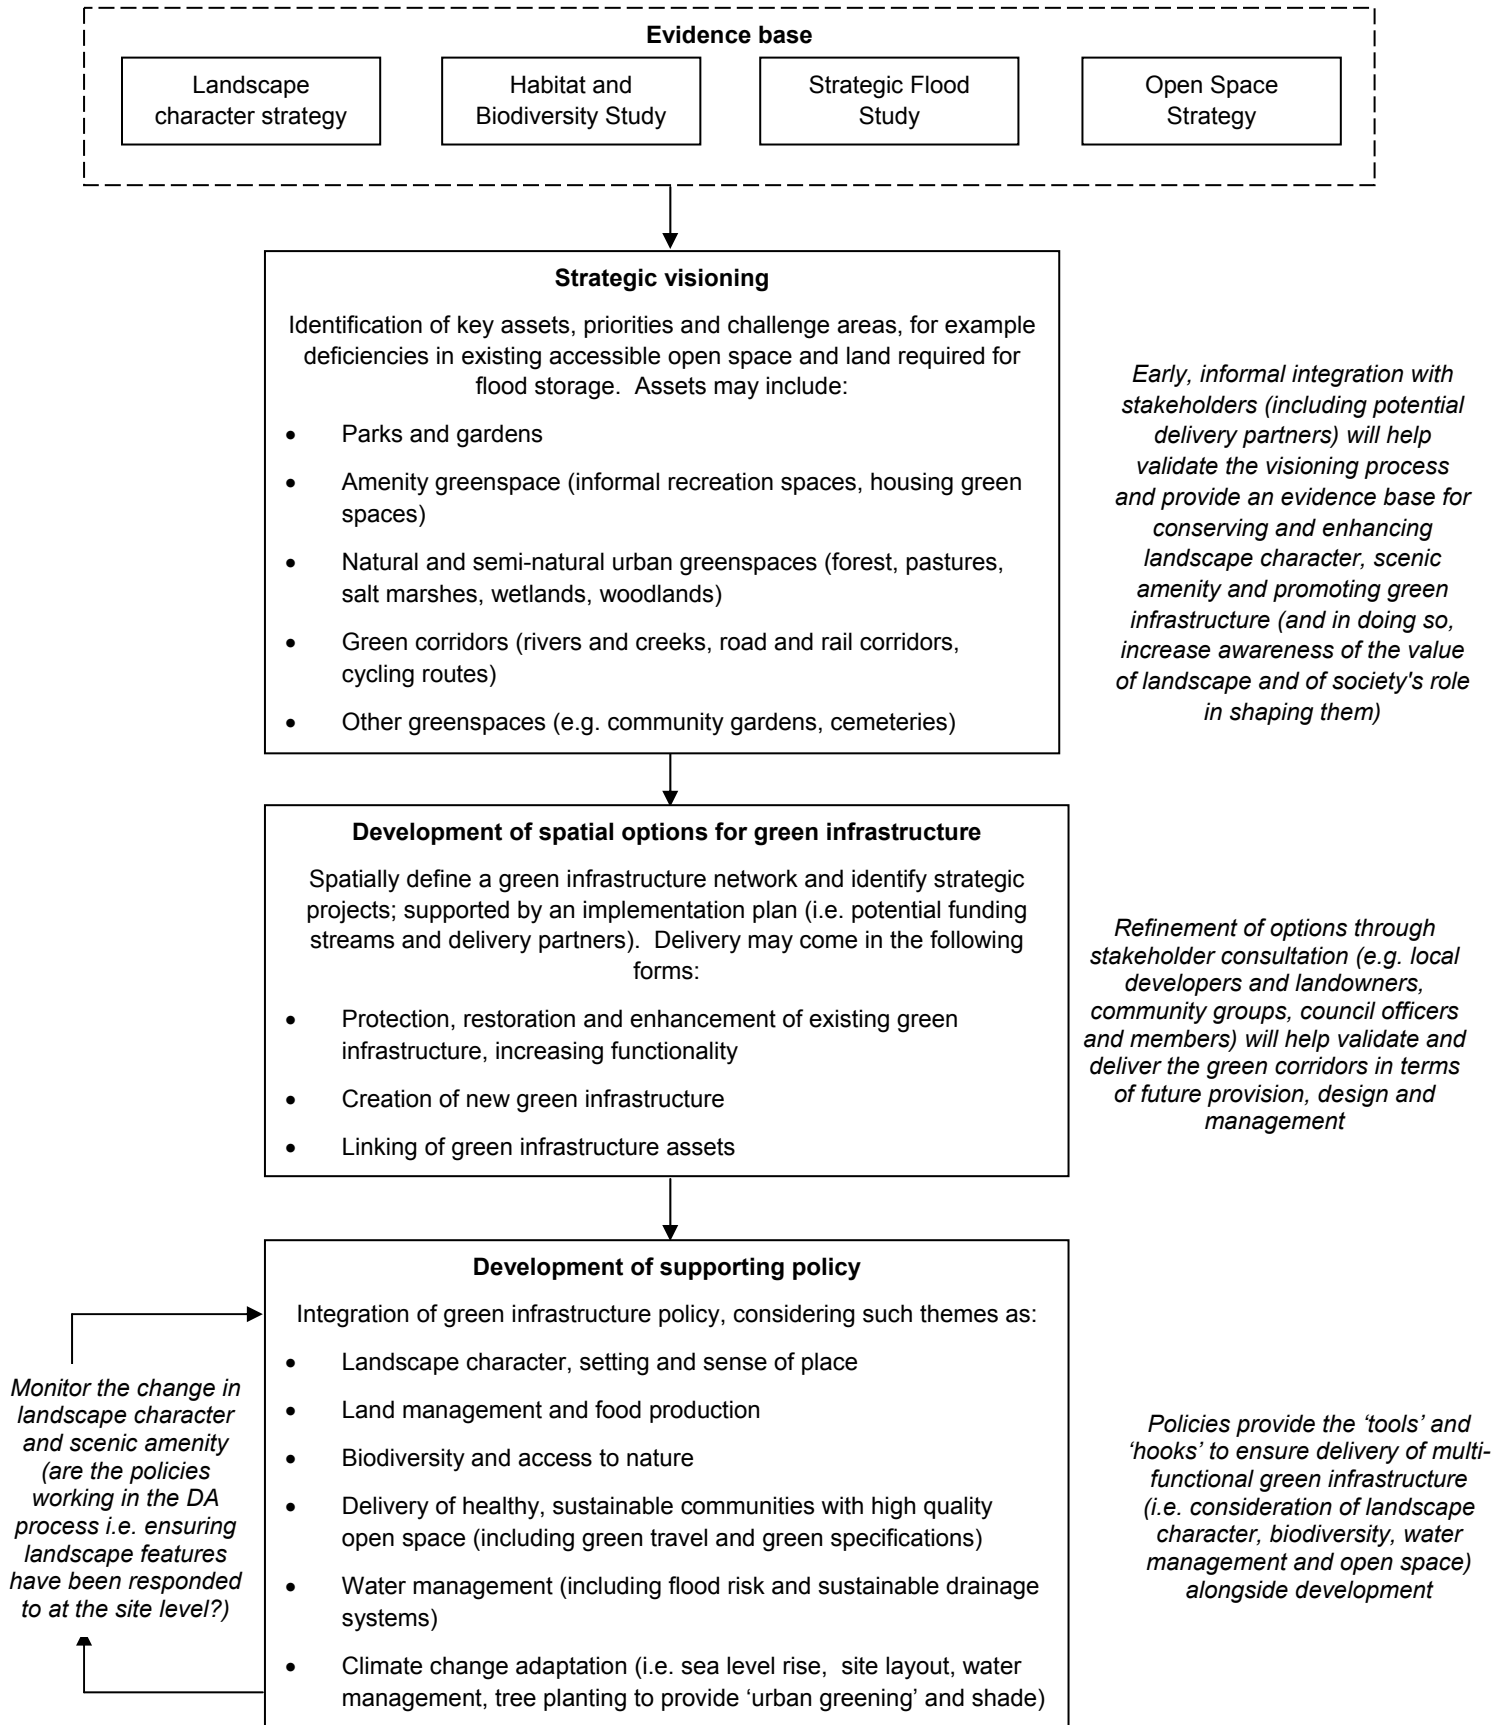 Evidence base
Landscape
character strategy
Habitat and
Biodiversity Study
Strategic Flood
Study
Open Space
Strategy
Strategic visioning
Identification of key assets, priorities and challenge areas, for example
deficiencies in existing accessible open space and land required for
flood storage.  Assets may include:
• Parks and gardens
• Amenity greenspace (informal recreation spaces, housing green
spaces)
• Natural and semi-natural urban greenspaces (forest, pastures,
salt marshes, wetlands, woodlands)
• Green corridors (rivers and creeks, road and rail corridors,
cycling routes)
• Other greenspaces (e.g. community gardens, cemeteries)
Early, informal integration with
stakeholders (including potential
delivery partners) will help
validate the visioning process
and provide an evidence base for
conserving and enhancing
landscape character, scenic
amenity and promoting green
infrastructure (and in doing so,
increase awareness of the value
of landscape and of society's role
in shaping them)
Development of spatial options for green infrastructure
Spatially define a green infrastructure network and identify strategic
projects; supported by an implementation plan (i.e. potential funding
streams and delivery partners).  Delivery may come in the following
forms:
• Protection, restoration and enhancement of existing green
infrastructure, increasing functionality
• Creation of new green infrastructure
• Linking of green infrastructure assets
Refinement of options through
stakeholder consultation (e.g. local
developers and landowners,
community groups, council officers
and members) will help validate and
deliver the green corridors in terms
of future provision, design and
management
Development of supporting policy
Integration of green infrastructure policy, considering such themes as:
• Landscape character, setting and sense of place
• Land management and food production
• Biodiversity and access to nature
• Delivery of healthy, sustainable communities with high quality
open space (including green travel and green specifications)
• Water management (including flood risk and sustainable drainage
systems)
• Climate change adaptation (i.e. sea level rise,  site layout, water
management, tree planting to provide ‘urban greening’ and shade)
Monitor the change in
landscape character
and scenic amenity
(are the policies
working in the DA
process i.e. ensuring
landscape features
have been responded
to at the site level?)
Policies provide the ‘tools’ and
‘hooks’ to ensure delivery of multi-
functional green infrastructure
(i.e. consideration of landscape
character, biodiversity, water
management and open space)
alongside development